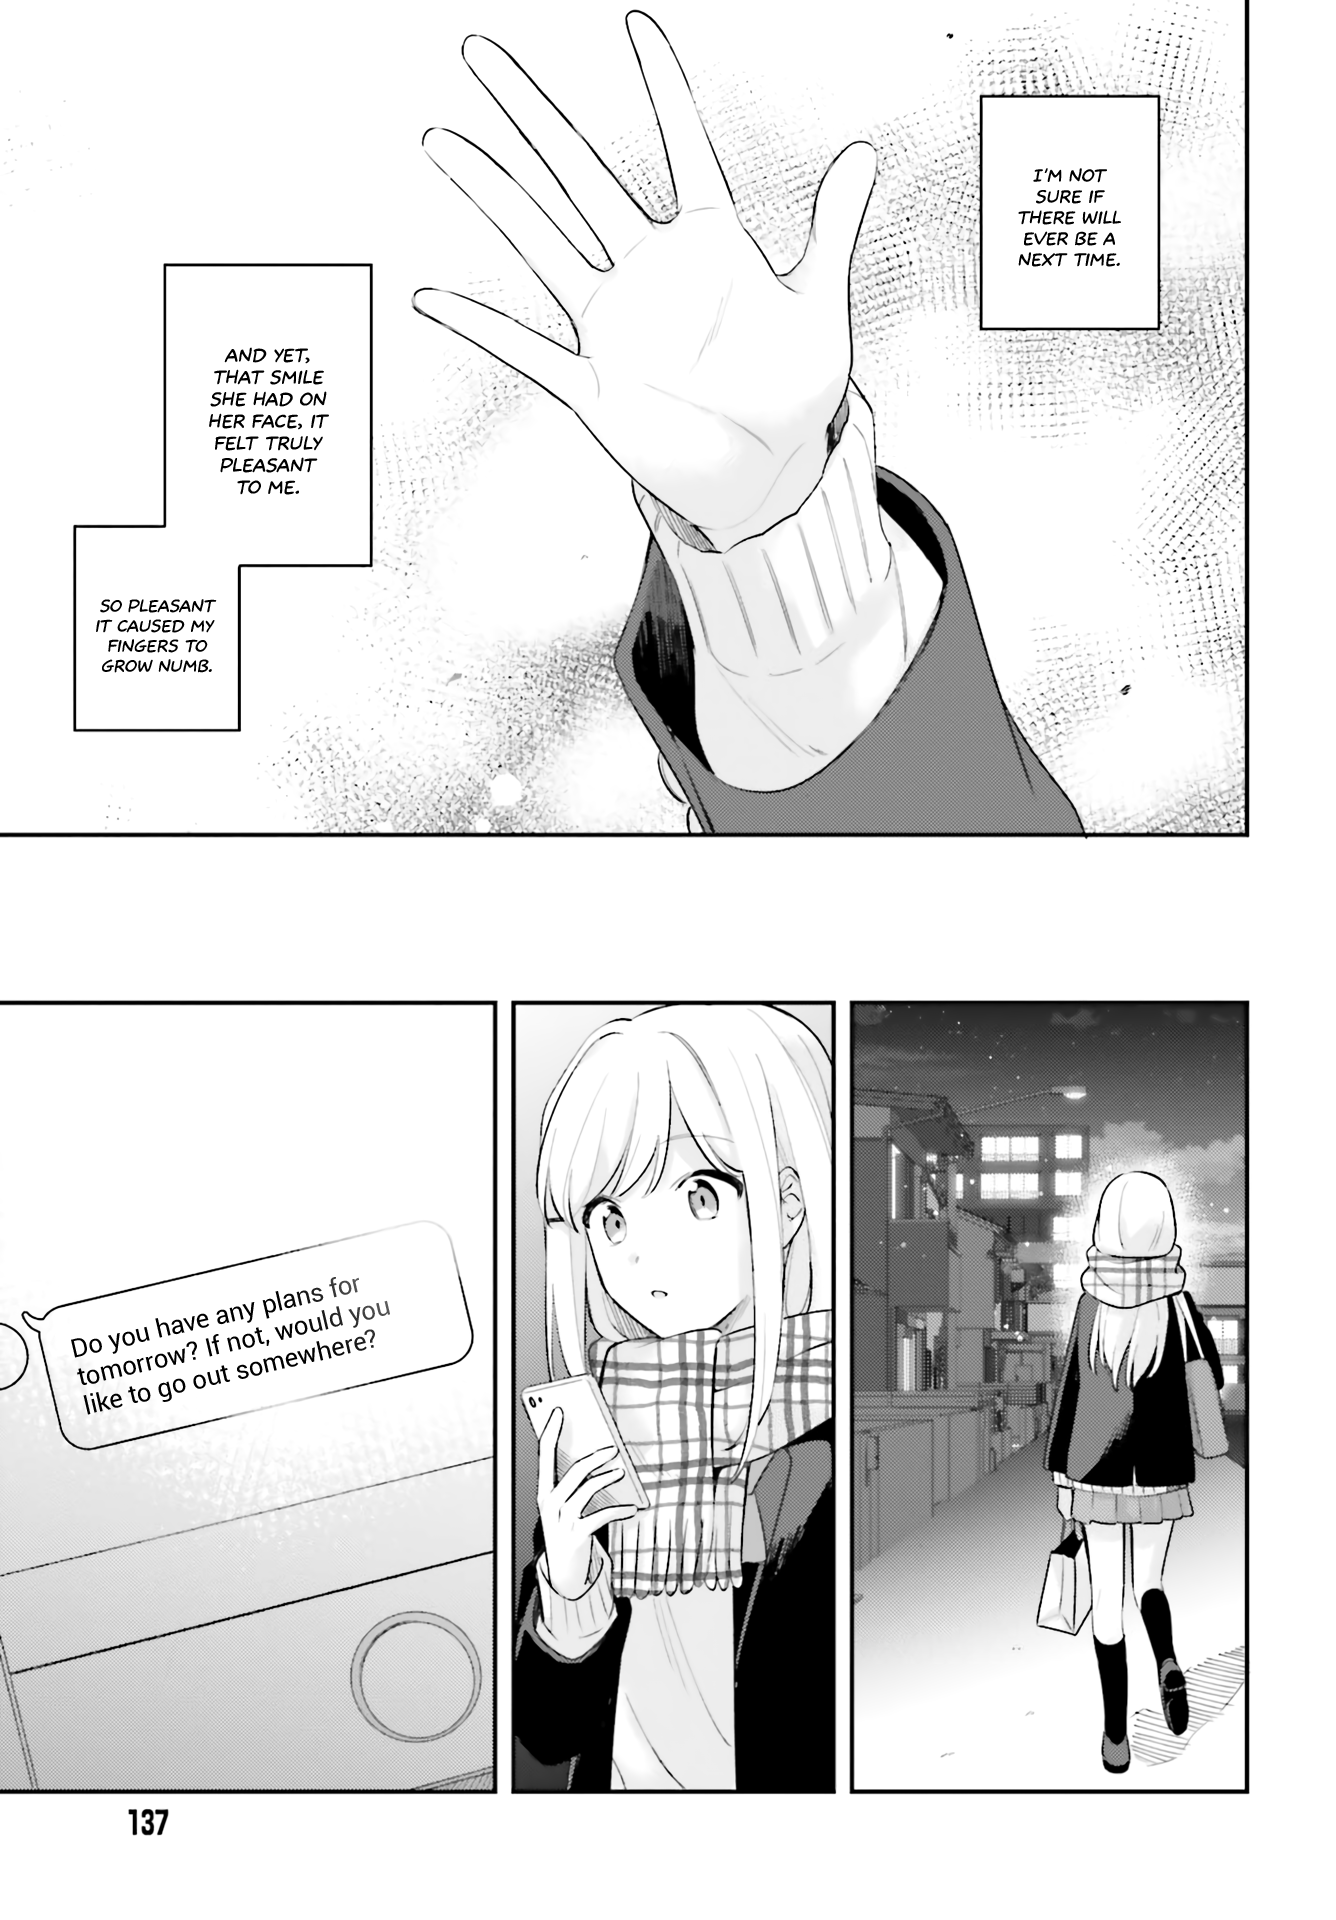 I'M NOT
SURE IF
THERE WILL
EVER BE A
NEXT TIME.
AND YET,
THAT SMILE
SHE HAD ON
HER FACE, IT
FELT TRULY
PLEASANT
TO ME.
SO PLEASANT
IT CAUSED MY
FINGERS TO
GROW NUMB.
Do you have any plans for
tomorrow? If not, would you
like to go out somewhere?
137